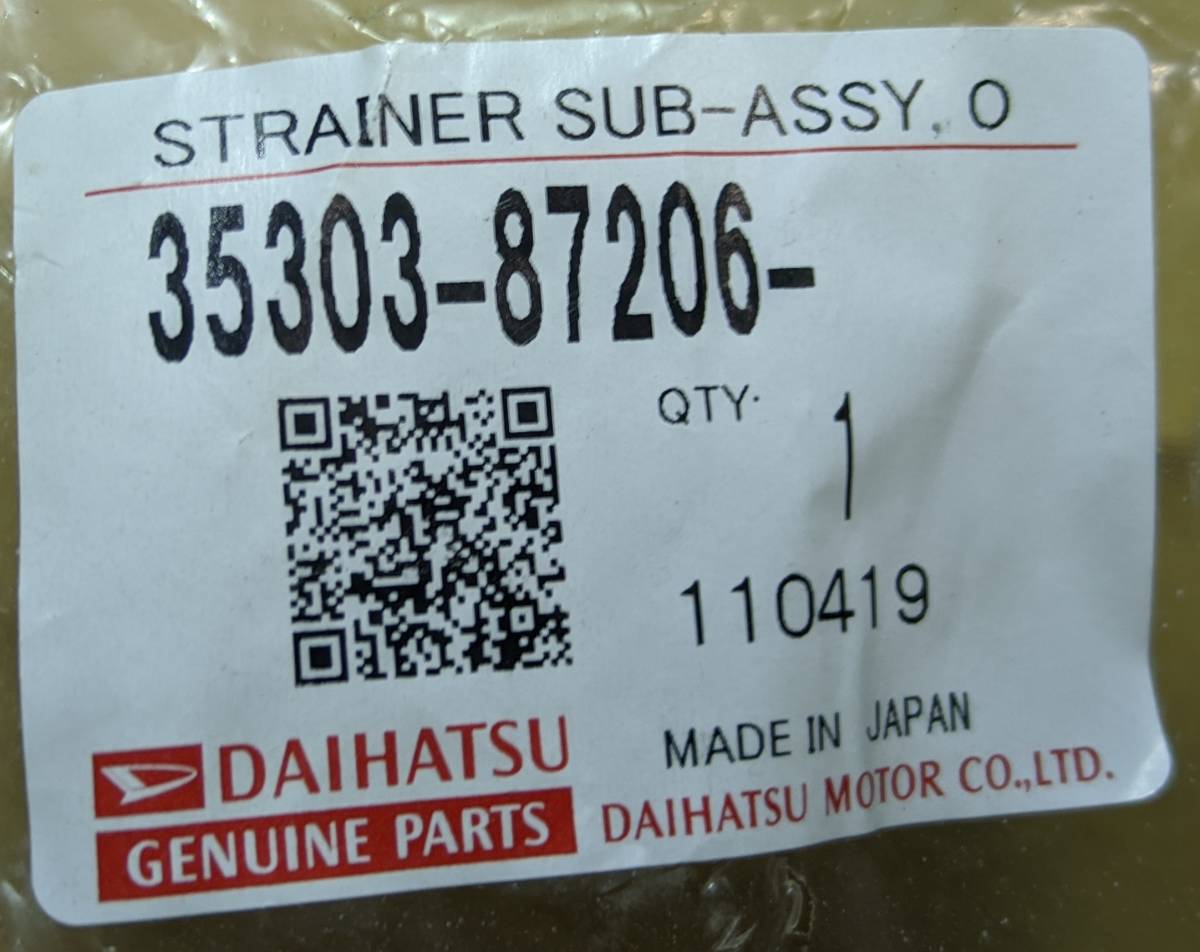 STRAINER SUB-ASSY, O
35303-87206-
QTY· 1
110419
MADE IN JAPAN
DAIHATSU
GENUINE PARTS
DAIHATSU MOTOR CO.,LTD.